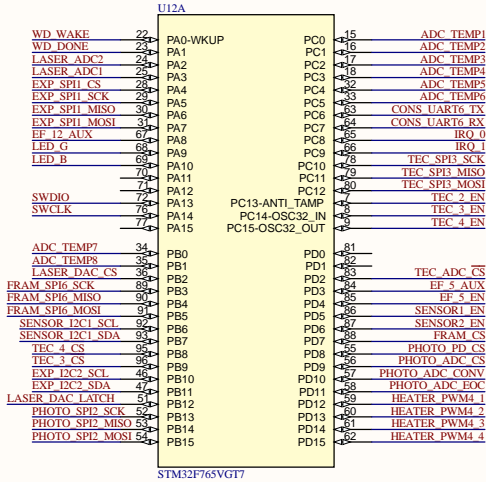 U12A
WD_WAKE 22 PA0-WKUP PC0 15 ADC_TEMP1
WD_DONE 23 PA1 PC1 16 ADC_TEMP2
LASER_ADC2 24 PA2 PC2 17 ADC_TEMP3
LASER_ADC1 25 PA3 PC3 18 ADC_TEMP4
EXP_SPI1_CS 28 PA4 PC4 32 ADC_TEMP5
EXP_SPI1_SCK 29 PA5 PC5 33 ADC_TEMP6
EXP_SPI1_MISO 30 PA6 PC6 63 CONS_UART6_TX
EXP_SPI1_MOSI 31 PA7 PC7 64 CONS_UART6_RX
EF_12_AUX 67 PA8 PC8 65 IRQ_0
LED_G 68 PA9 PC9 66 IRQ_1
LED_B 69 PA10 PC10 78 TEC_SPI3_SCK
70 PA11 PC11 79 TEC_SPI3_MISO
71 PA12 PC12 80 TEC_SPI3_MOSI
SWDIO 72 PA13 PC13-ANTI_TAMP 7 TEC_2_EN
SWCLK 76 PA14 PC14-OSC32_IN 8 TEC_3_EN
77 PA15 PC15-OSC32_OUT 9 TEC_4_EN
ADC_TEMP7 34 PB0 PD0 81
ADC_TEMP8 35 PB1 PD1 82
LASER_DAC_CS 36 PB2 PD2 83 TEC_ADC_CS
FRAM_SPI6_SCK 89 PB3 PD3 84 EF_5_AUX
FRAM_SPI6_MISO 90 PB4 PD4 85 EF_5_EN
FRAM_SPI6_MOSI 91 PB5 PD5 86 SENSOR1_EN
SENSOR_I2C1_SCL 92 PB6 PD6 87 SENSOR2_EN
SENSOR_I2C1_SDA 93 PB7 PD7 88 FRAM_CS
TEC_4_CS 95 PB8 PD8 55 PHOTO_PD_CS
TEC_3_CS 96 PB9 PD9 56 PHOTO_ADC_CS
EXP_I2C2_SCL 46 PB10 PD10 57 PHOTO_ADC_CONV
EXP_I2C2_SDA 47 PB11 PD11 58 PHOTO_ADC_EOC
LASER_DAC_LATCH 51 PB12 PD12 59 HEATER_PWM4_1
PHOTO_SPI2_SCK 52 PB13 PD13 60 HEATER_PWM4_2
PHOTO_SPI2_MISO 53 PB14 PD14 61 HEATER_PWM4_3
PHOTO_SPI2_MOSI 54 PB15 PD15 62 HEATER_PWM4_4
STM32F765VGT7